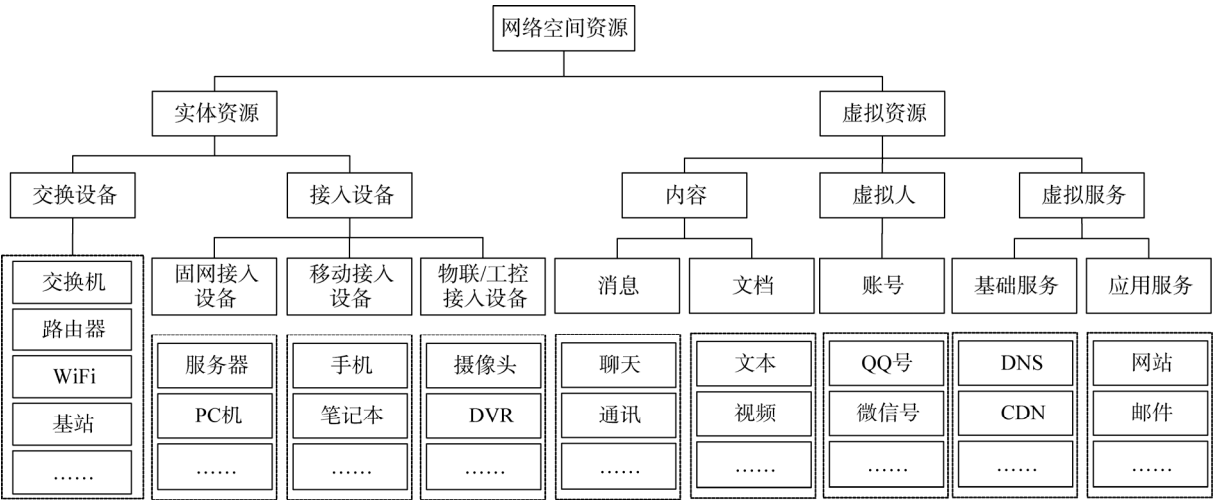 网络空间资源
实体资源
虚拟资源
交换设备
接入设备
内容
虚拟人
虚拟服务
固网接入
设备
移动接入
设备
物联/工控
接入设备
消息
文档
账号
基础服务
应用服务
交换机
路由器
WiFi
基站
……
服务器
PC机
……
手机
笔记本
……
摄像头
DVR
……
聊天
通讯
……
文本
视频
……
QQ号
微信号
……
DNS
CDN
……
网站
邮件
……